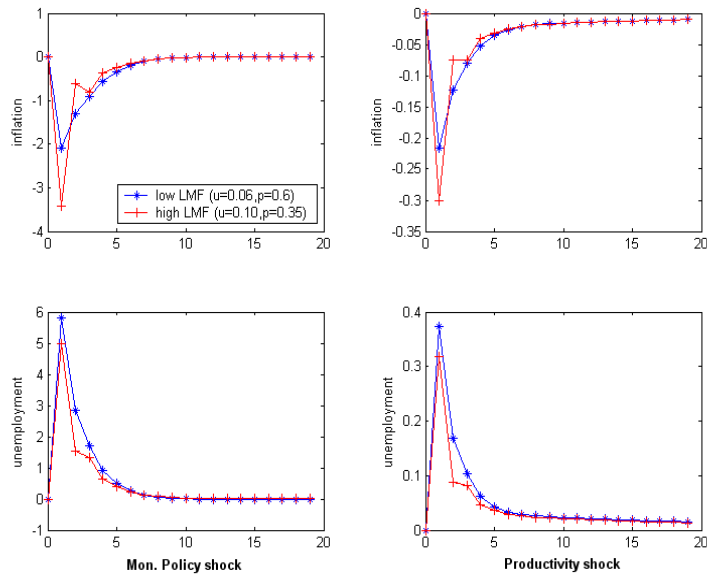 1
0
-1
-2
-3
-4
inflation
low LMF (u=0.06,p=0.6)
high LMF (u=0.10,p=0.35)
0 5 10 15 20
0
-0.05
-0.1
-0.15
-0.2
-0.25
-0.3
-0.35
inflation
0 5 10 15 20
6
5
4
3
2
1
0
-1
unemployment
0 5 10 15 20
Mon. Policy shock
0.4
0.3
0.2
0.1
0
unemployment
0 5 10 15 20
Productivity shock